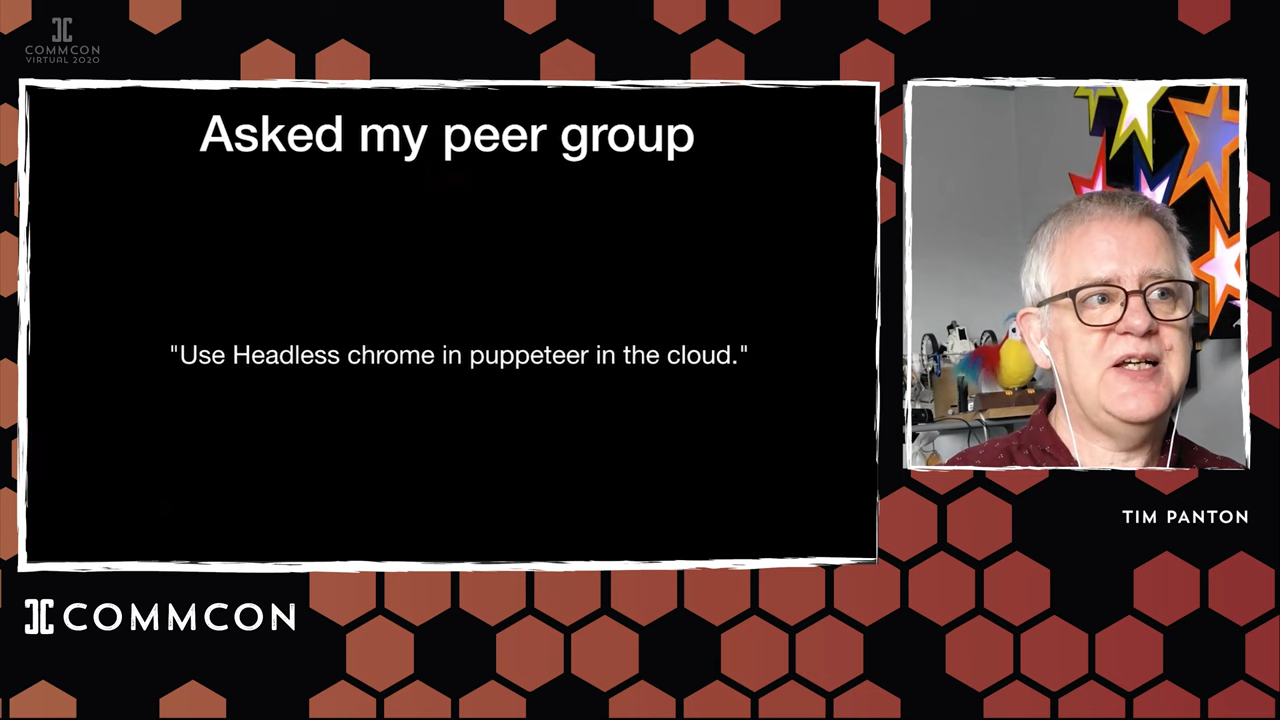 COMMCON
VIRTUAL 2020
Asked my peer group
"Use Headless chrome in puppeteer in the cloud."
TIM PANTON
COMMCON